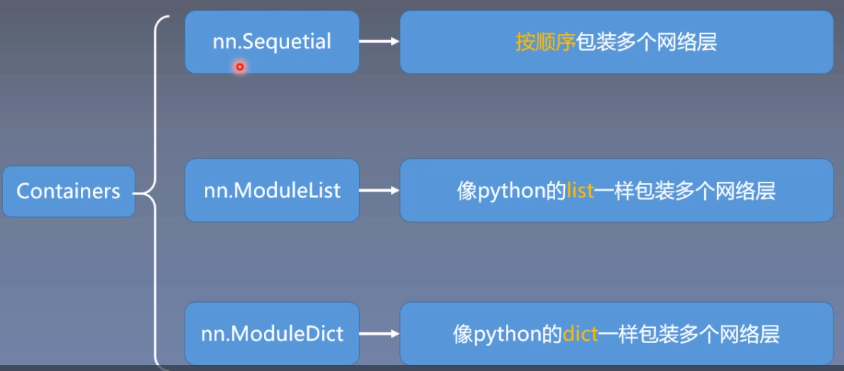 nn.Sequetial
按顺序包装多个网络层
Containers
nn.ModuleList
像python的list一样包装多个网络层
nn.ModuleDict
像python的dict一样包装多个网络层